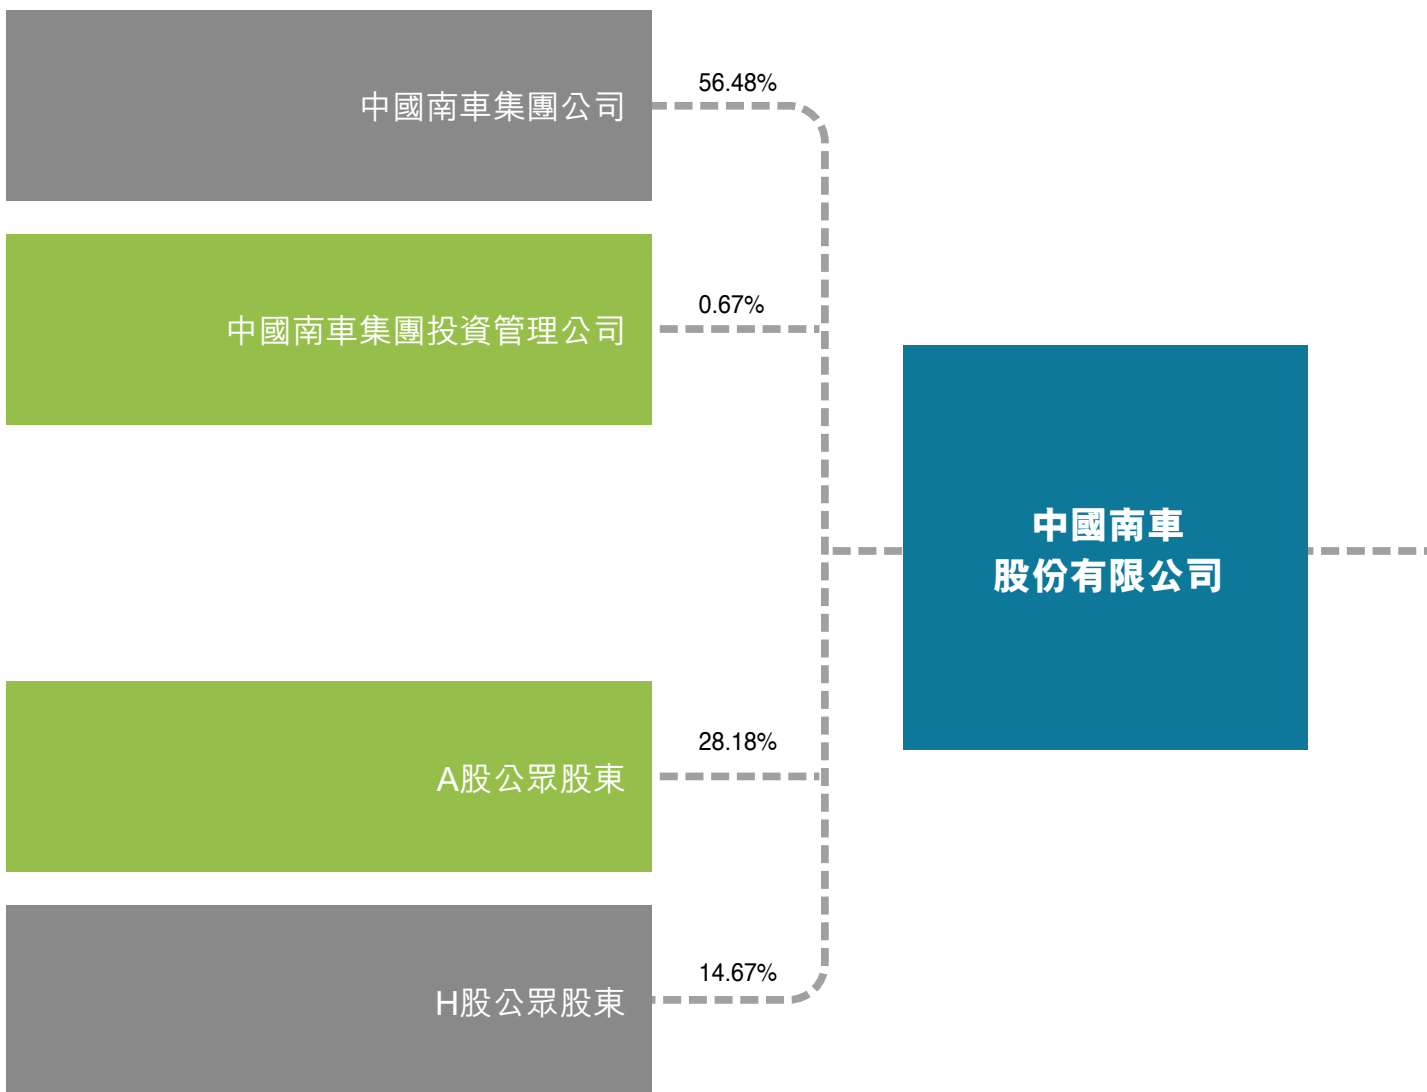 中國南車集團公司
56.48%
中國南車集團投資管理公司
0.67%
中國南車
股份有限公司
A股公眾股東
28.18%
H股公眾股東
14.67%